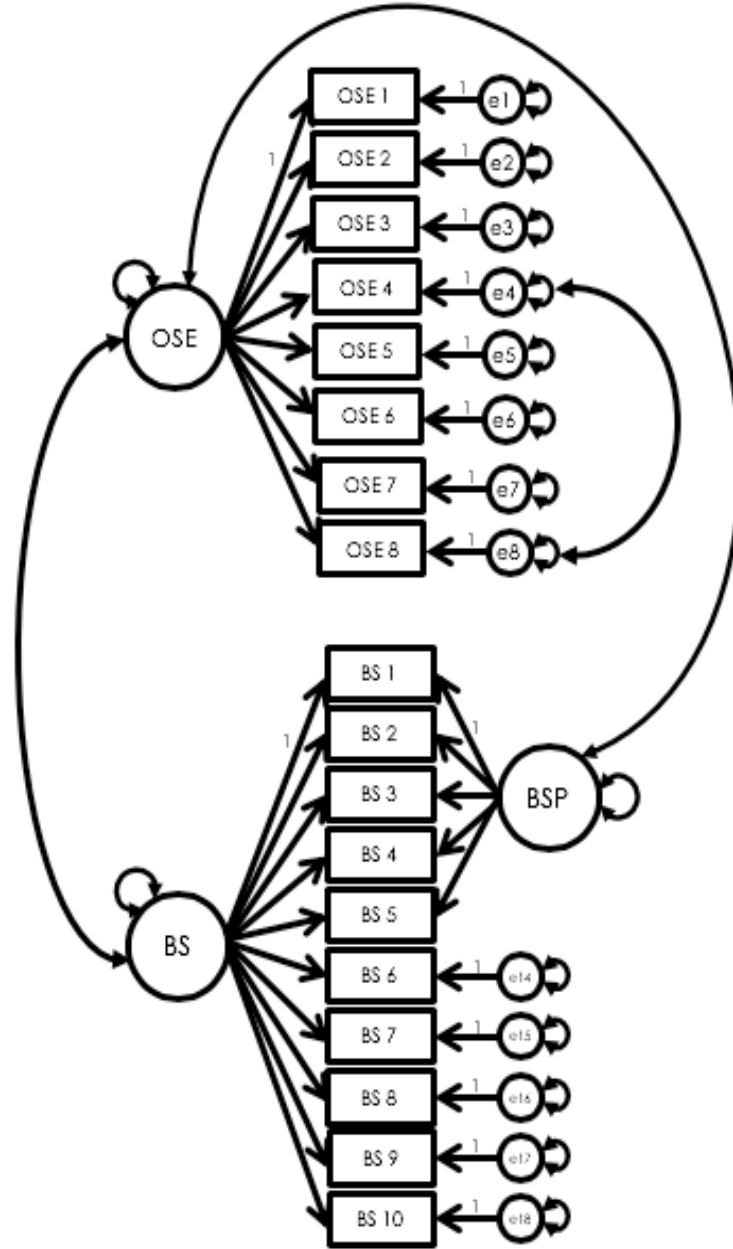 OSE 1
1
e1
1
OSE 2
1
e2
OSE 3
1
e3
OSE 4
1
e4
OSE
OSE 5
1
e5
OSE 6
1
e6
OSE 7
1
e7
OSE 8
1
e8
BS 1
1
BS 2
1
BS 3
BSP
BS 4
BS 5
BS
BS 6
1
e14
BS 7
1
e15
BS 8
1
e16
BS 9
1
e17
BS 10
1
e18